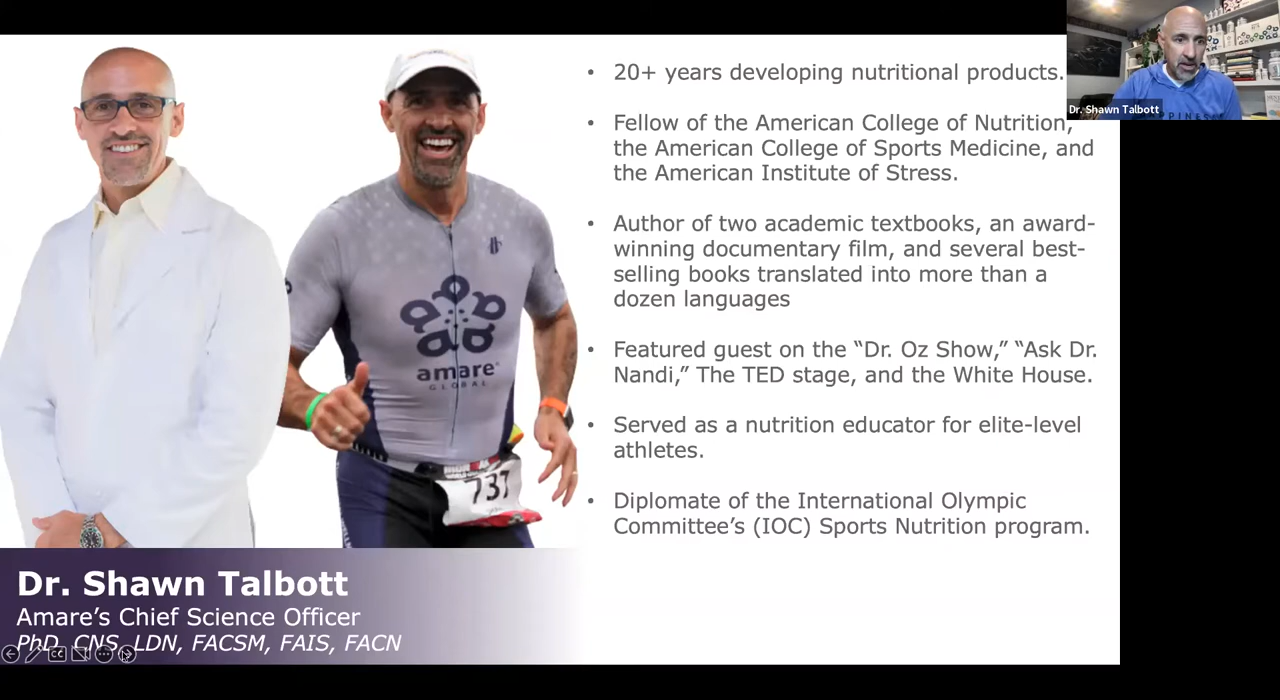 20+ years developing nutritional products.
Fellow of the American College of Nutrition,
the American College of Sports Medicine, and
the American Institute of Stress.
Author of two academic textbooks, an award-
winning documentary film, and several best-
selling books translated into more than a
dozen languages
Featured guest on the “Dr. Oz Show,” “Ask Dr.
Nandi,” The TED stage, and the White House.
Served as a nutrition educator for elite-level
athletes.
Diplomate of the International Olympic
Committee’s (IOC) Sports Nutrition program.
amare
GLOBAL
737
Dr. Shawn Talbott
Amare’s Chief Science Officer
PhD, CNS, LDN, FACSM, FAIS, FACN
CC
Dr. Shawn Talbott